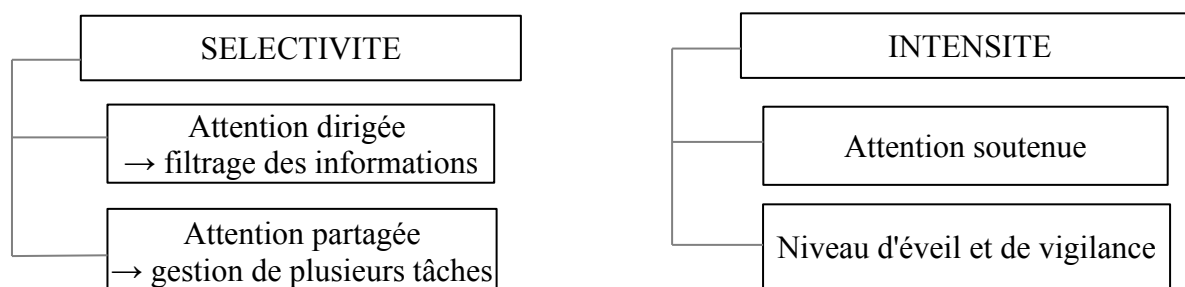 SELECTIVITE
Attention dirigée
→ filtrage des informations
Attention partagée
→ gestion de plusieurs tâches
INTENSITE
Attention soutenue
Niveau d'éveil et de vigilance